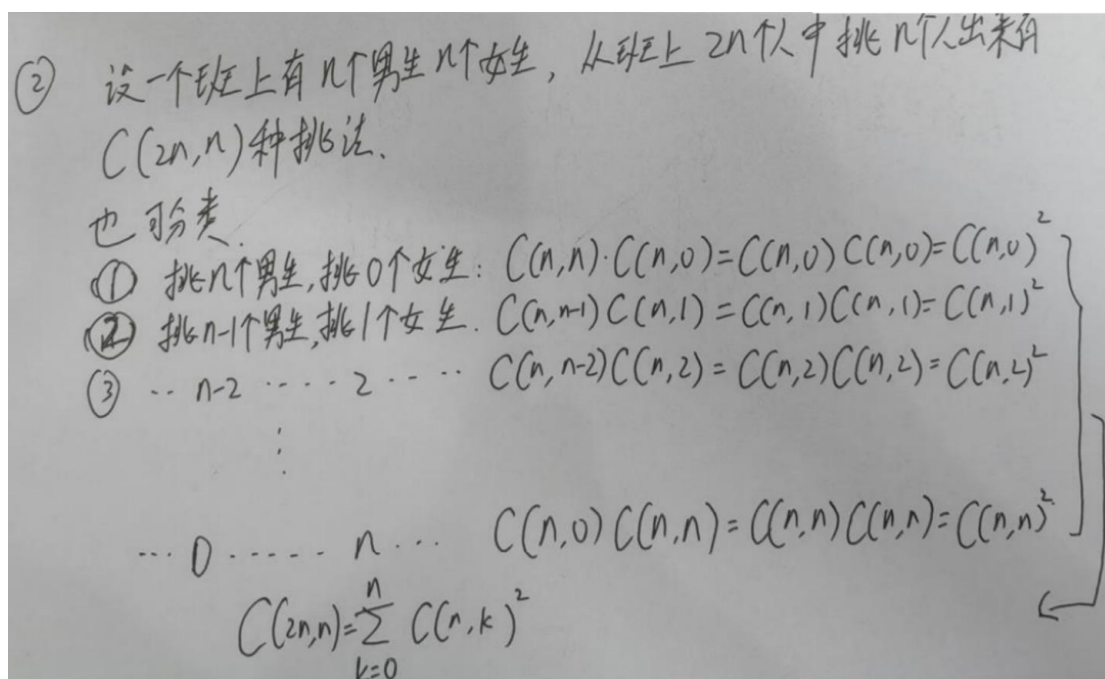 ② 设一个班上有n个男生n个女生, 从班上2n个人中挑n个人出来有
C(2n,n)种挑法.
也可分类.
① 挑n个男生,挑0个女生: C(n,n)·C(n,0)=C(n,0)C(n,0)=C(n,0)²
② 挑n-1个男生,挑1个女生. C(n,n-1)C(n,1)=C(n,1)C(n,1)=C(n,1)²
③ ‥ n-2 ···· 2 ···· C(n,n-2)C(n,2)=C(n,2)C(n,2)=C(n,2)²
⋮
··· 0 ····· n ··· C(n,0)C(n,n)=C(n,n)C(n,n)=C(n,n)²
C(2n,n)=∑ₖ₌₀ⁿ C(n,k)²